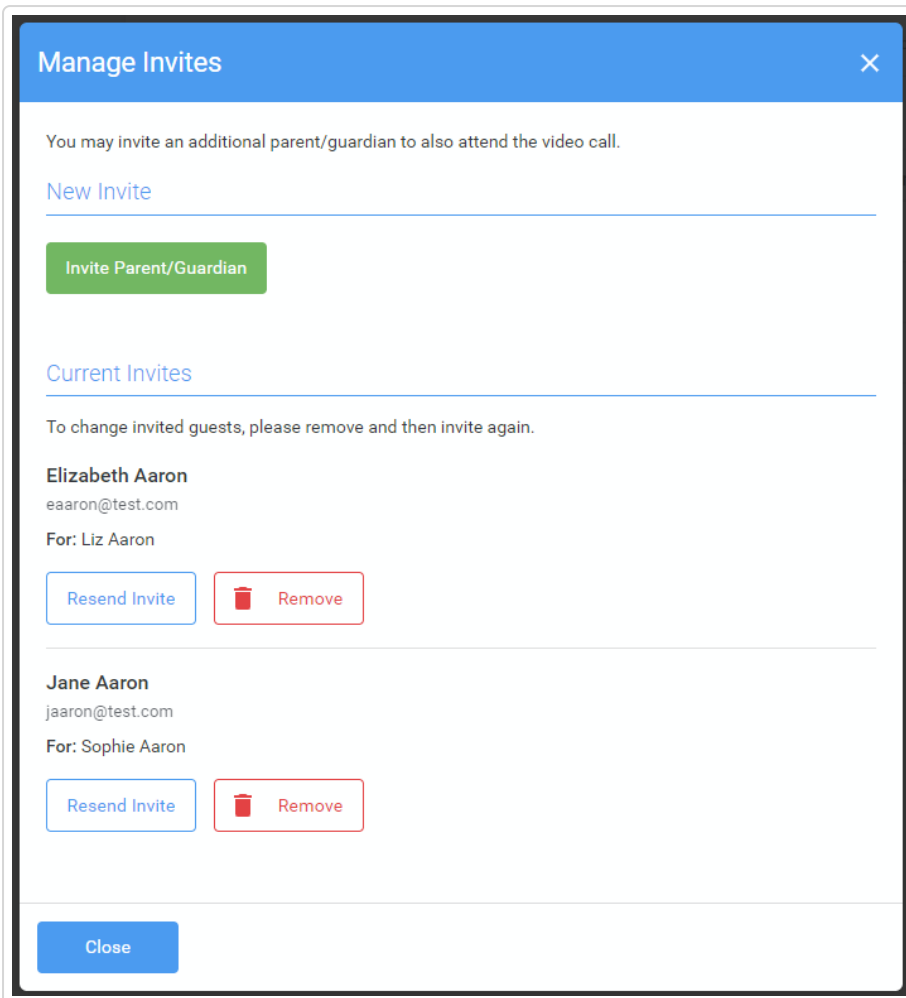 Manage Invites
You may invite an additional parent/guardian to also attend the video call.
New Invite
Invite Parent/Guardian
Current Invites
To change invited guests, please remove and then invite again.
Elizabeth Aaron
eaaron@test.com
For: Liz Aaron
Resend Invite Remove
Jane Aaron
jaaron@test.com
For: Sophie Aaron
Resend Invite Remove
Close